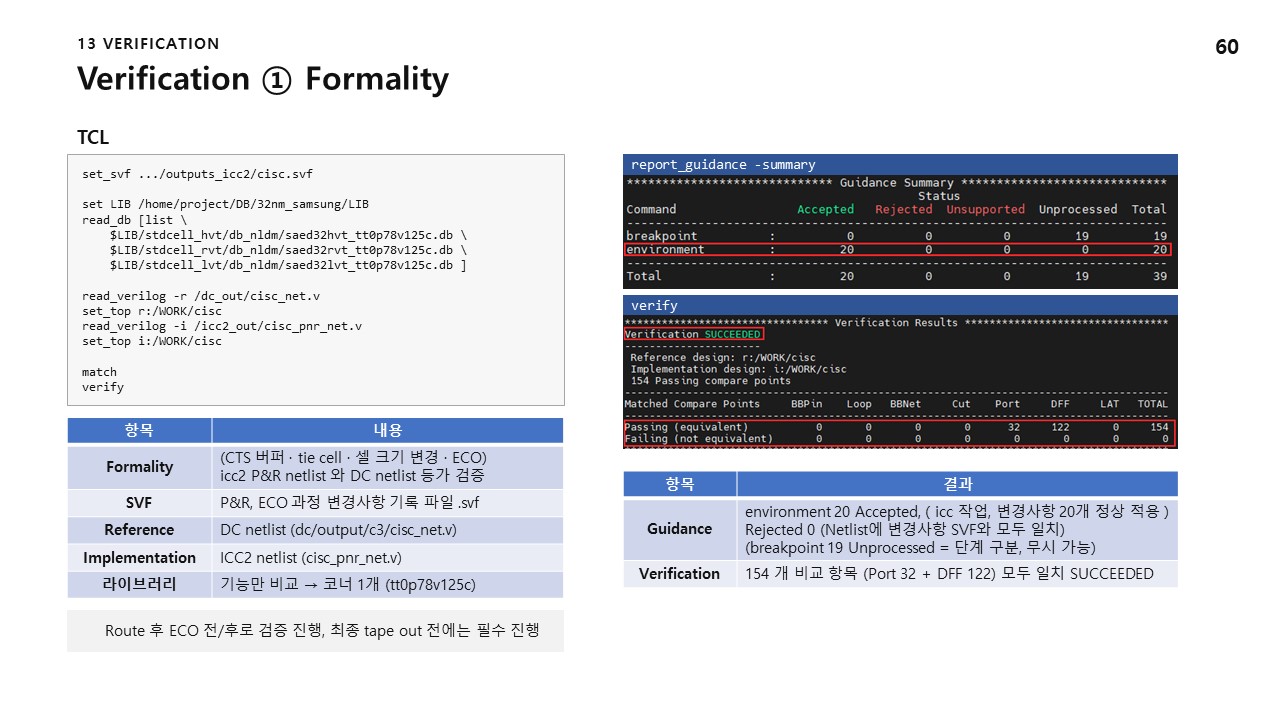 13 VERIFICATION
60
Verification ① Formality
TCL
set_svf .../outputs_icc2/cisc.svf
set LIB /home/project/DB/32nm_samsung/LIB
read_db [list \
$LIB/stdcell_hvt/db_nldm/saed32hvt_tt0p78v125c.db \
$LIB/stdcell_rvt/db_nldm/saed32rvt_tt0p78v125c.db \
$LIB/stdcell_lvt/db_nldm/saed32lvt_tt0p78v125c.db ]
read_verilog -r /dc_out/cisc_net.v
set_top r:/WORK/cisc
read_verilog -i /icc2_out/cisc_pnr_net.v
set_top i:/WORK/cisc
match
verify
항목 내용
Formality (CTS 버퍼 · tie cell · 셀 크기 변경 · ECO)
icc2 P&R netlist 와 DC netlist 등가 검증
SVF P&R, ECO 과정 변경사항 기록 파일 .svf
Reference DC netlist (dc/output/c3/cisc_net.v)
Implementation ICC2 netlist (cisc_pnr_net.v)
라이브러리 기능만 비교 → 코너 1개 (tt0p78v125c)
Route 후 ECO 전/후로 검증 진행, 최종 tape out 전에는 필수 진행
report_guidance -summary
***************************** Guidance Summary *****************************
Status
Command Accepted Rejected Unsupported Unprocessed Total
--------------------------------------------------------------------------------
breakpoint : 0 0 0 19 19
environment : 20 0 0 0 20
--------------------------------------------------------------------------------
Total : 20 0 0 19 39
verify
******************************** Verification Results ********************************
Verification SUCCEEDED
----------------------
Reference design: r:/WORK/cisc
Implementation design: i:/WORK/cisc
154 Passing compare points
--------------------------------------------------------------------------------
Matched Compare Points BBPin Loop BBNet Cut Port DFF LAT TOTAL
--------------------------------------------------------------------------------
Passing (equivalent) 0 0 0 0 32 122 0 154
Failing (not equivalent) 0 0 0 0 0 0 0 0
항목 결과
Guidance environment 20 Accepted, ( icc 작업, 변경사항 20개 정상 적용 )
Rejected 0 (Netlist에 변경사항 SVF와 모두 일치)
(breakpoint 19 Unprocessed = 단계 구분, 무시 가능)
Verification 154 개 비교 항목 (Port 32 + DFF 122) 모두 일치 SUCCEEDED